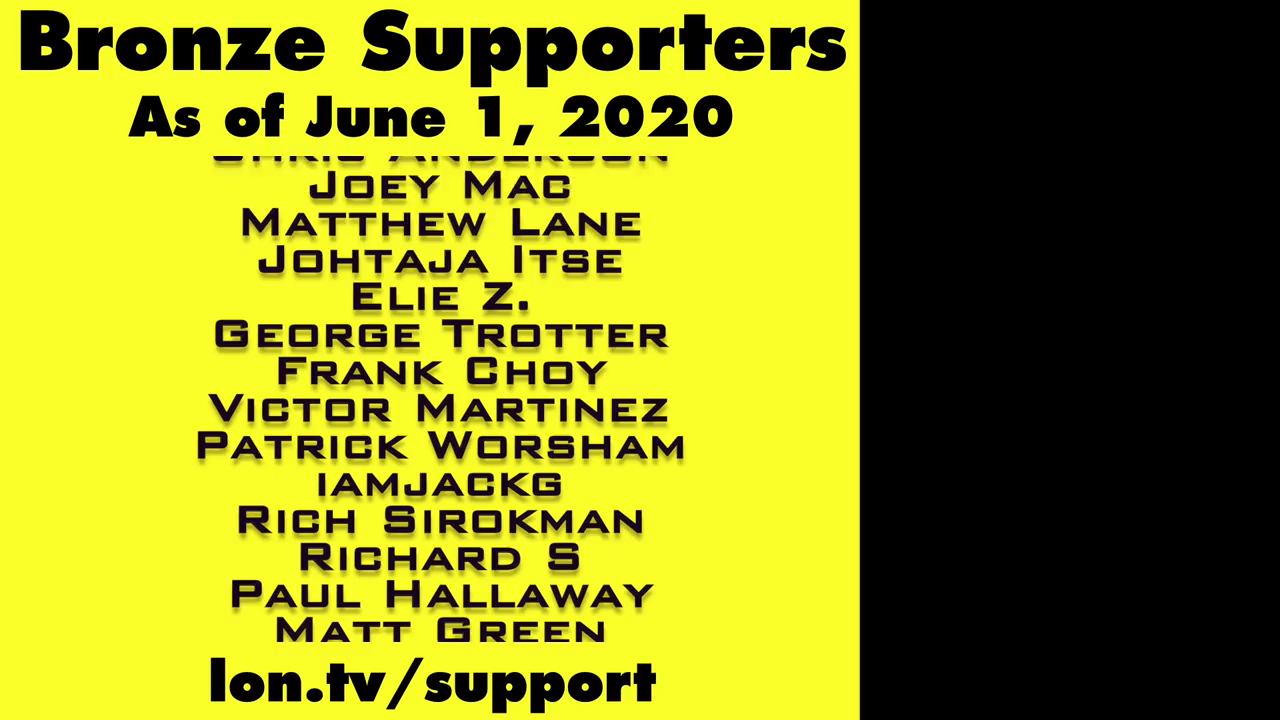 Bronze Supporters
As of June 1, 2020
Joey Mac
Matthew Lane
Johtaja Itse
Elie Z.
George Trotter
Frank Choy
Victor Martinez
Patrick Worsham
iamjackg
Rich Sirokman
Richard S
Paul Hallaway
Matt Green
lon.tv/support